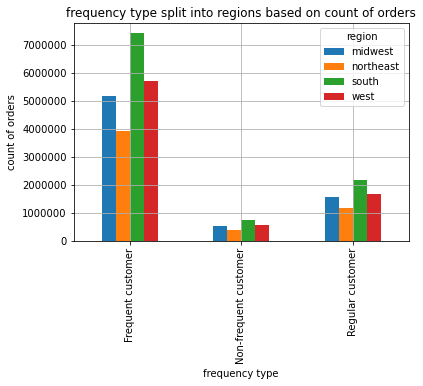 frequency type split into regions based on count of orders
region
midwest
northeast
south
west
count of orders
7000000
6000000
5000000
4000000
3000000
2000000
1000000
0
Frequent customer
Non-frequent customer
Regular customer
frequency type